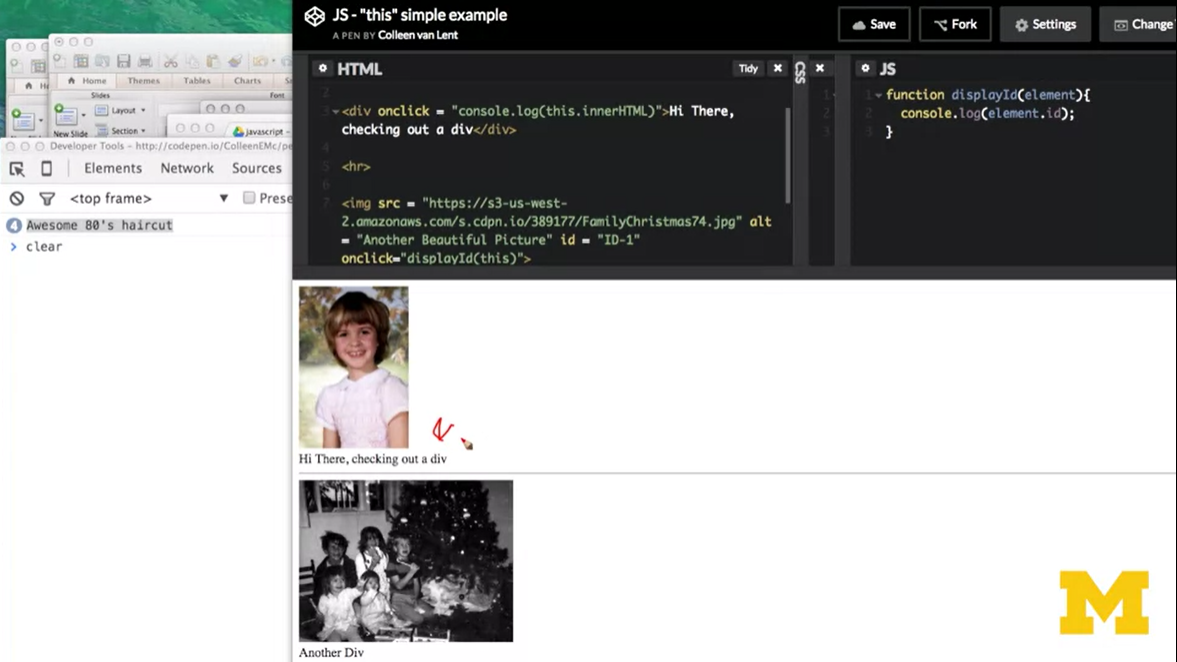 JS - "this" simple example
A PEN BY Colleen van Lent
Save
Fork
Settings
Change
HTML
Tidy
CSS
JS
2
3 <div onclick = "console.log(this.innerHTML)">Hi There,
checking out a div</div>
4
5 <hr>
6
7 <img src = "https://s3-us-west-
2.amazonaws.com/s.cdpn.io/389177/FamilyChristmas74.jpg" alt
= "Another Beautiful Picture" id = "ID-1"
onclick="displayId(this)">
1
2
3
1 function displayId(element){
2 console.log(element.id);
3 }
Home Themes Tables Charts
Slides Font
New Slide
Layout
Section
javascript -
Developer Tools - http://codepen.io/ColleenEMc/pe
Elements Network Sources
<top frame>
Prese
4 Awesome 80's haircut
> clear
Hi There, checking out a div
Another Div
M